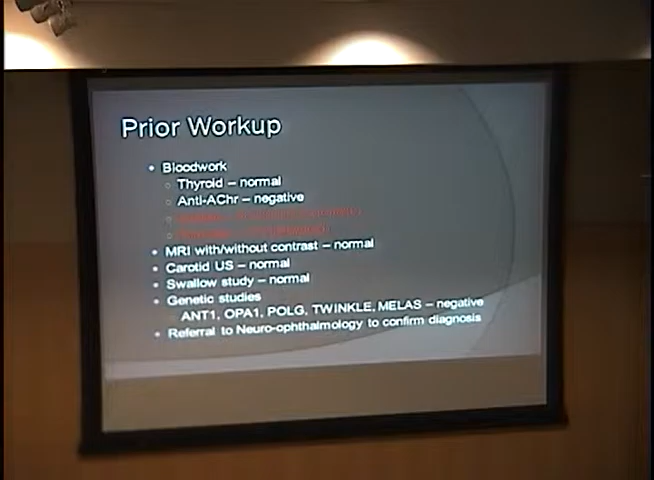 Prior Workup
• Bloodwork
○ Thyroid – normal
○ Anti-AChr – negative
• MRI with/without contrast – normal
• Carotid US – normal
• Swallow study – normal
• Genetic studies
ANT1, OPA1, POLG, TWINKLE, MELAS – negative
• Referral to Neuro-ophthalmology to confirm diagnosis